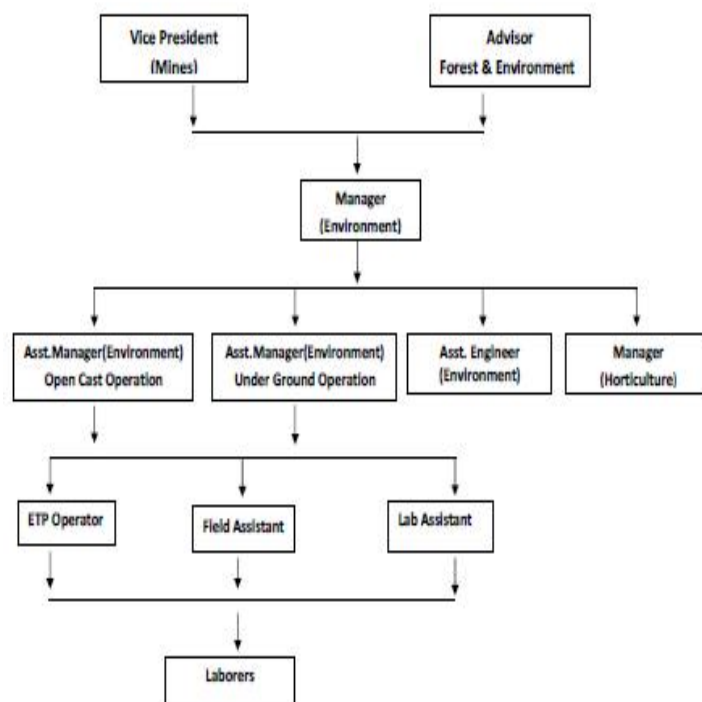 Vice President
(Mines)
Advisor
Forest & Environment
Manager
(Environment)
Asst.Manager(Environment)
Open Cast Operation
Asst.Manager(Environment)
Under Ground Operation
Asst. Engineer
(Environment)
Manager
(Horticulture)
ETP Operator
Field Assistant
Lab Assistant
Laborers